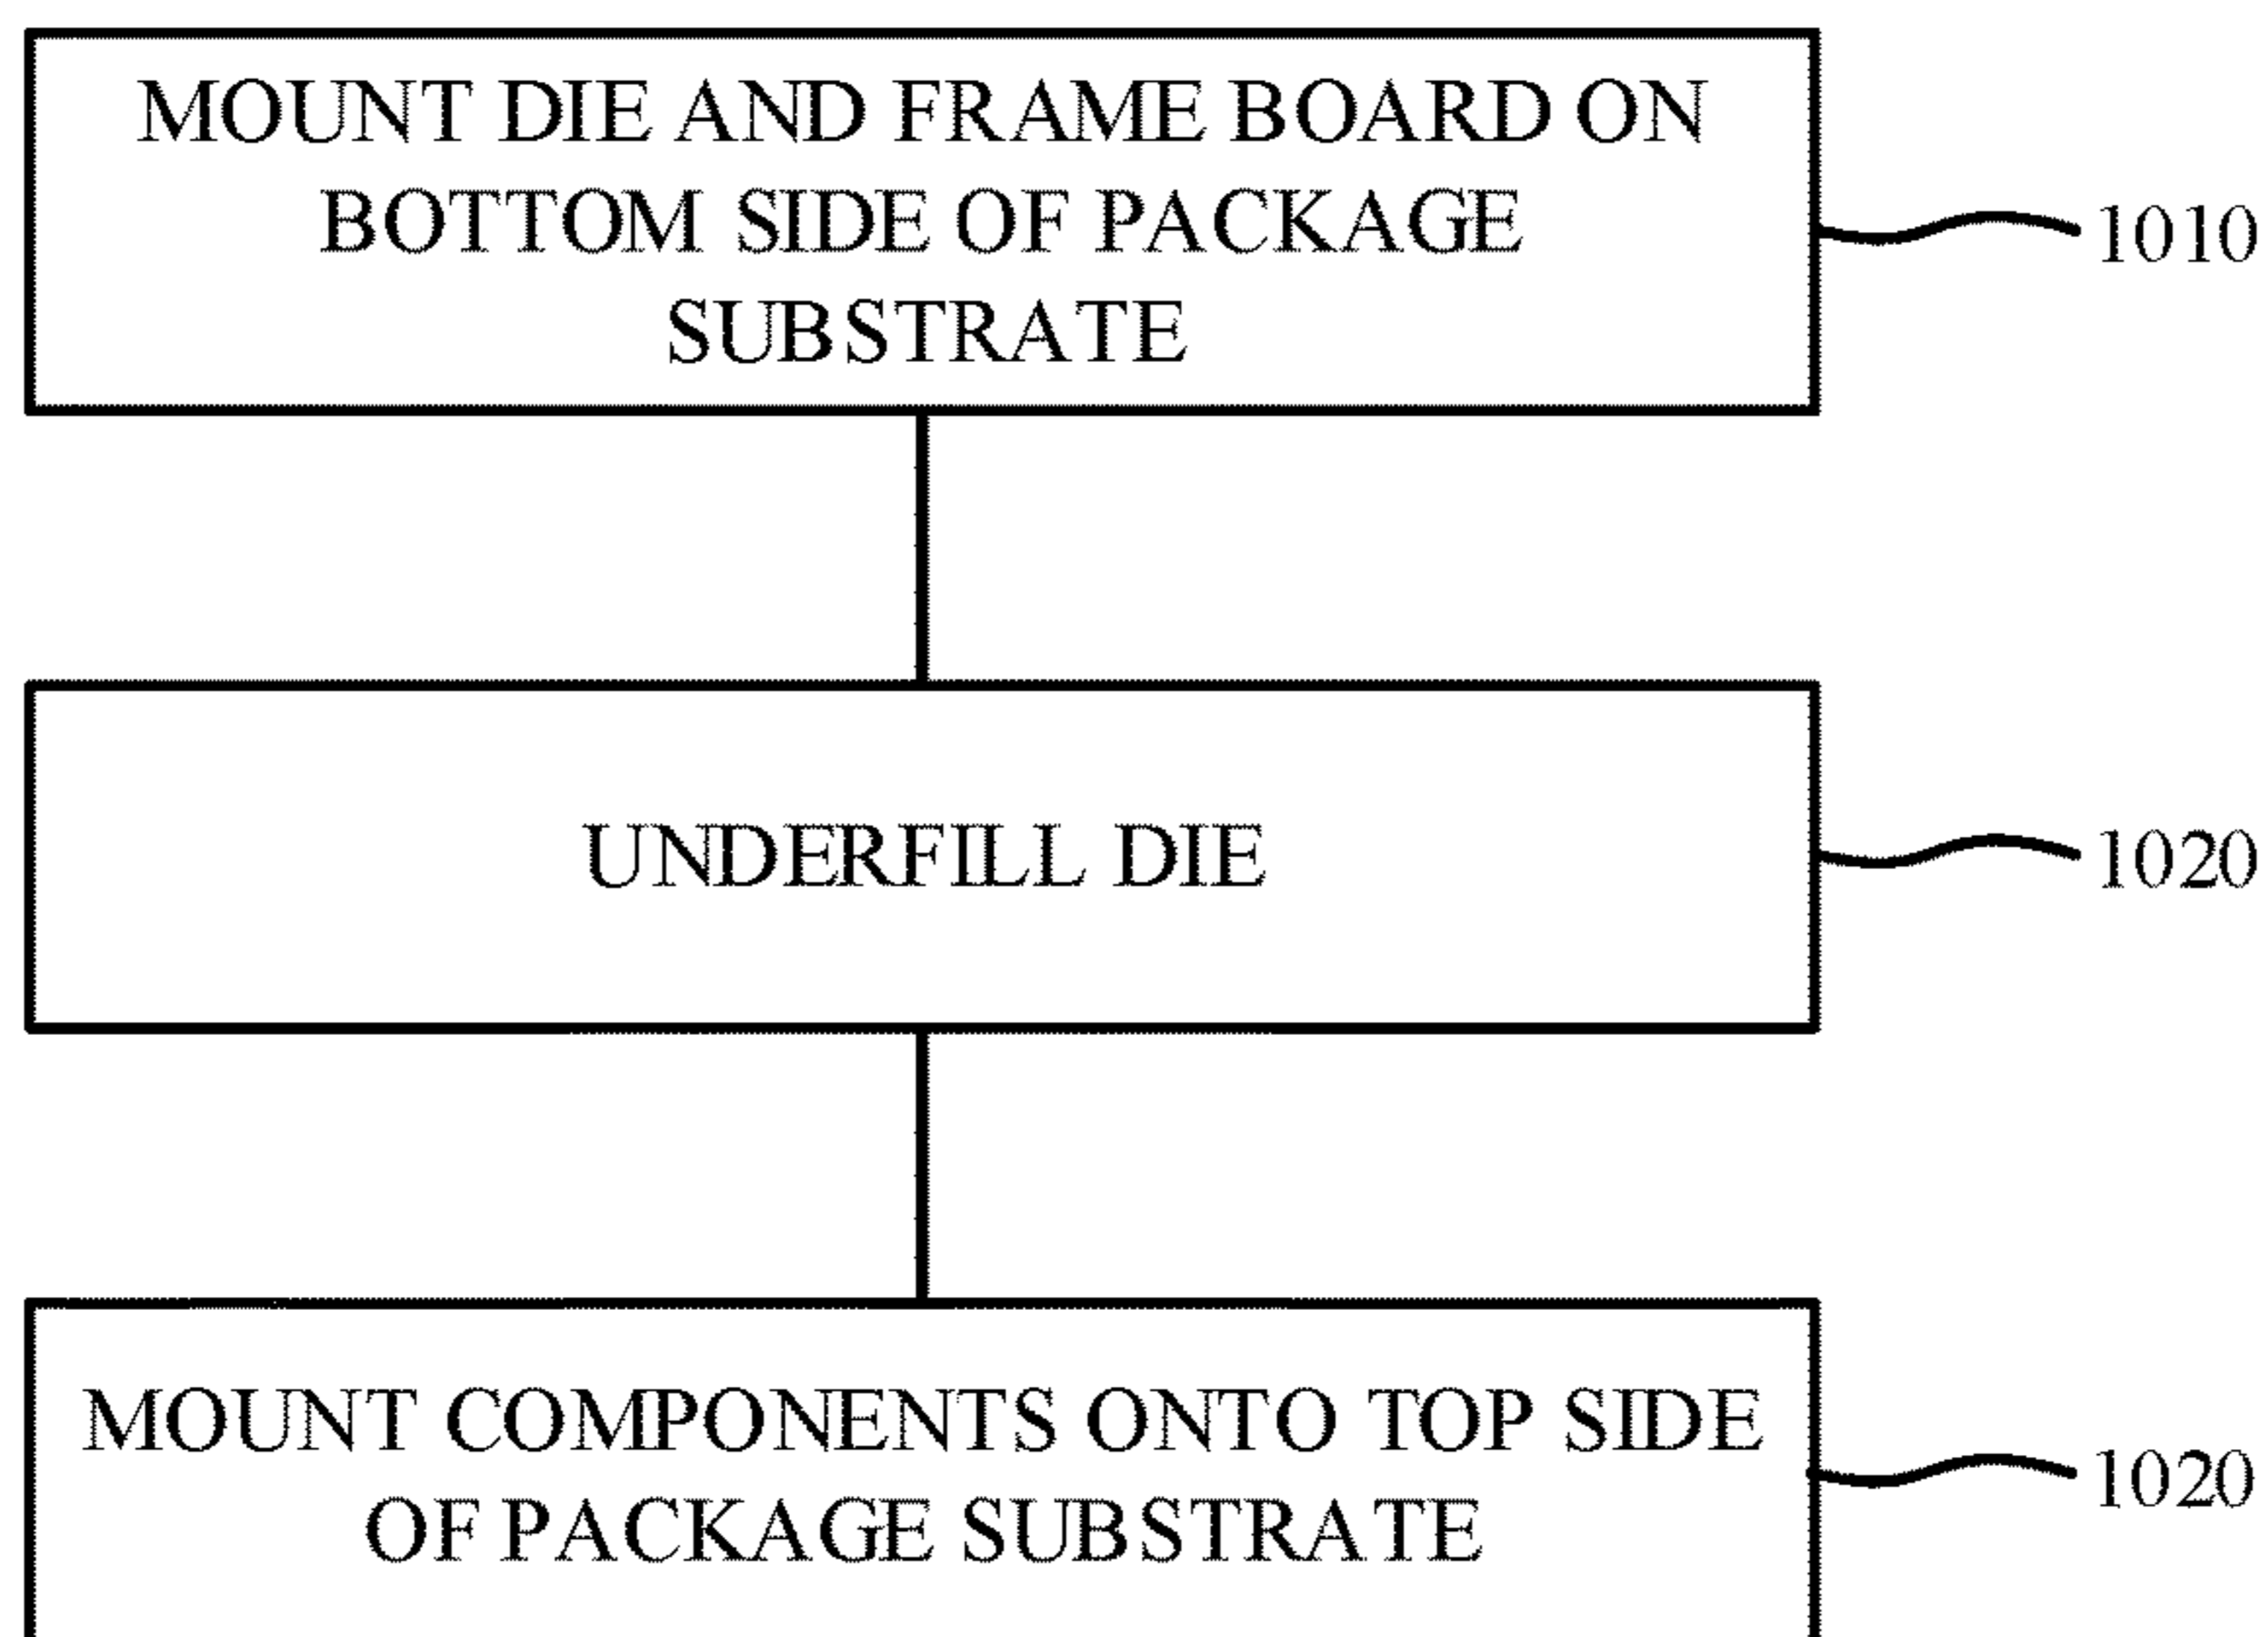 MOUNT DIE AND FRAME BOARD ON
BOTTOM SIDE OF PACKAGE
SUBSTRATE
1010
UNDERFILL DIE
1020
MOUNT COMPONENTS ONTO TOP SIDE
OF PACKAGE SUBSTRATE
1020